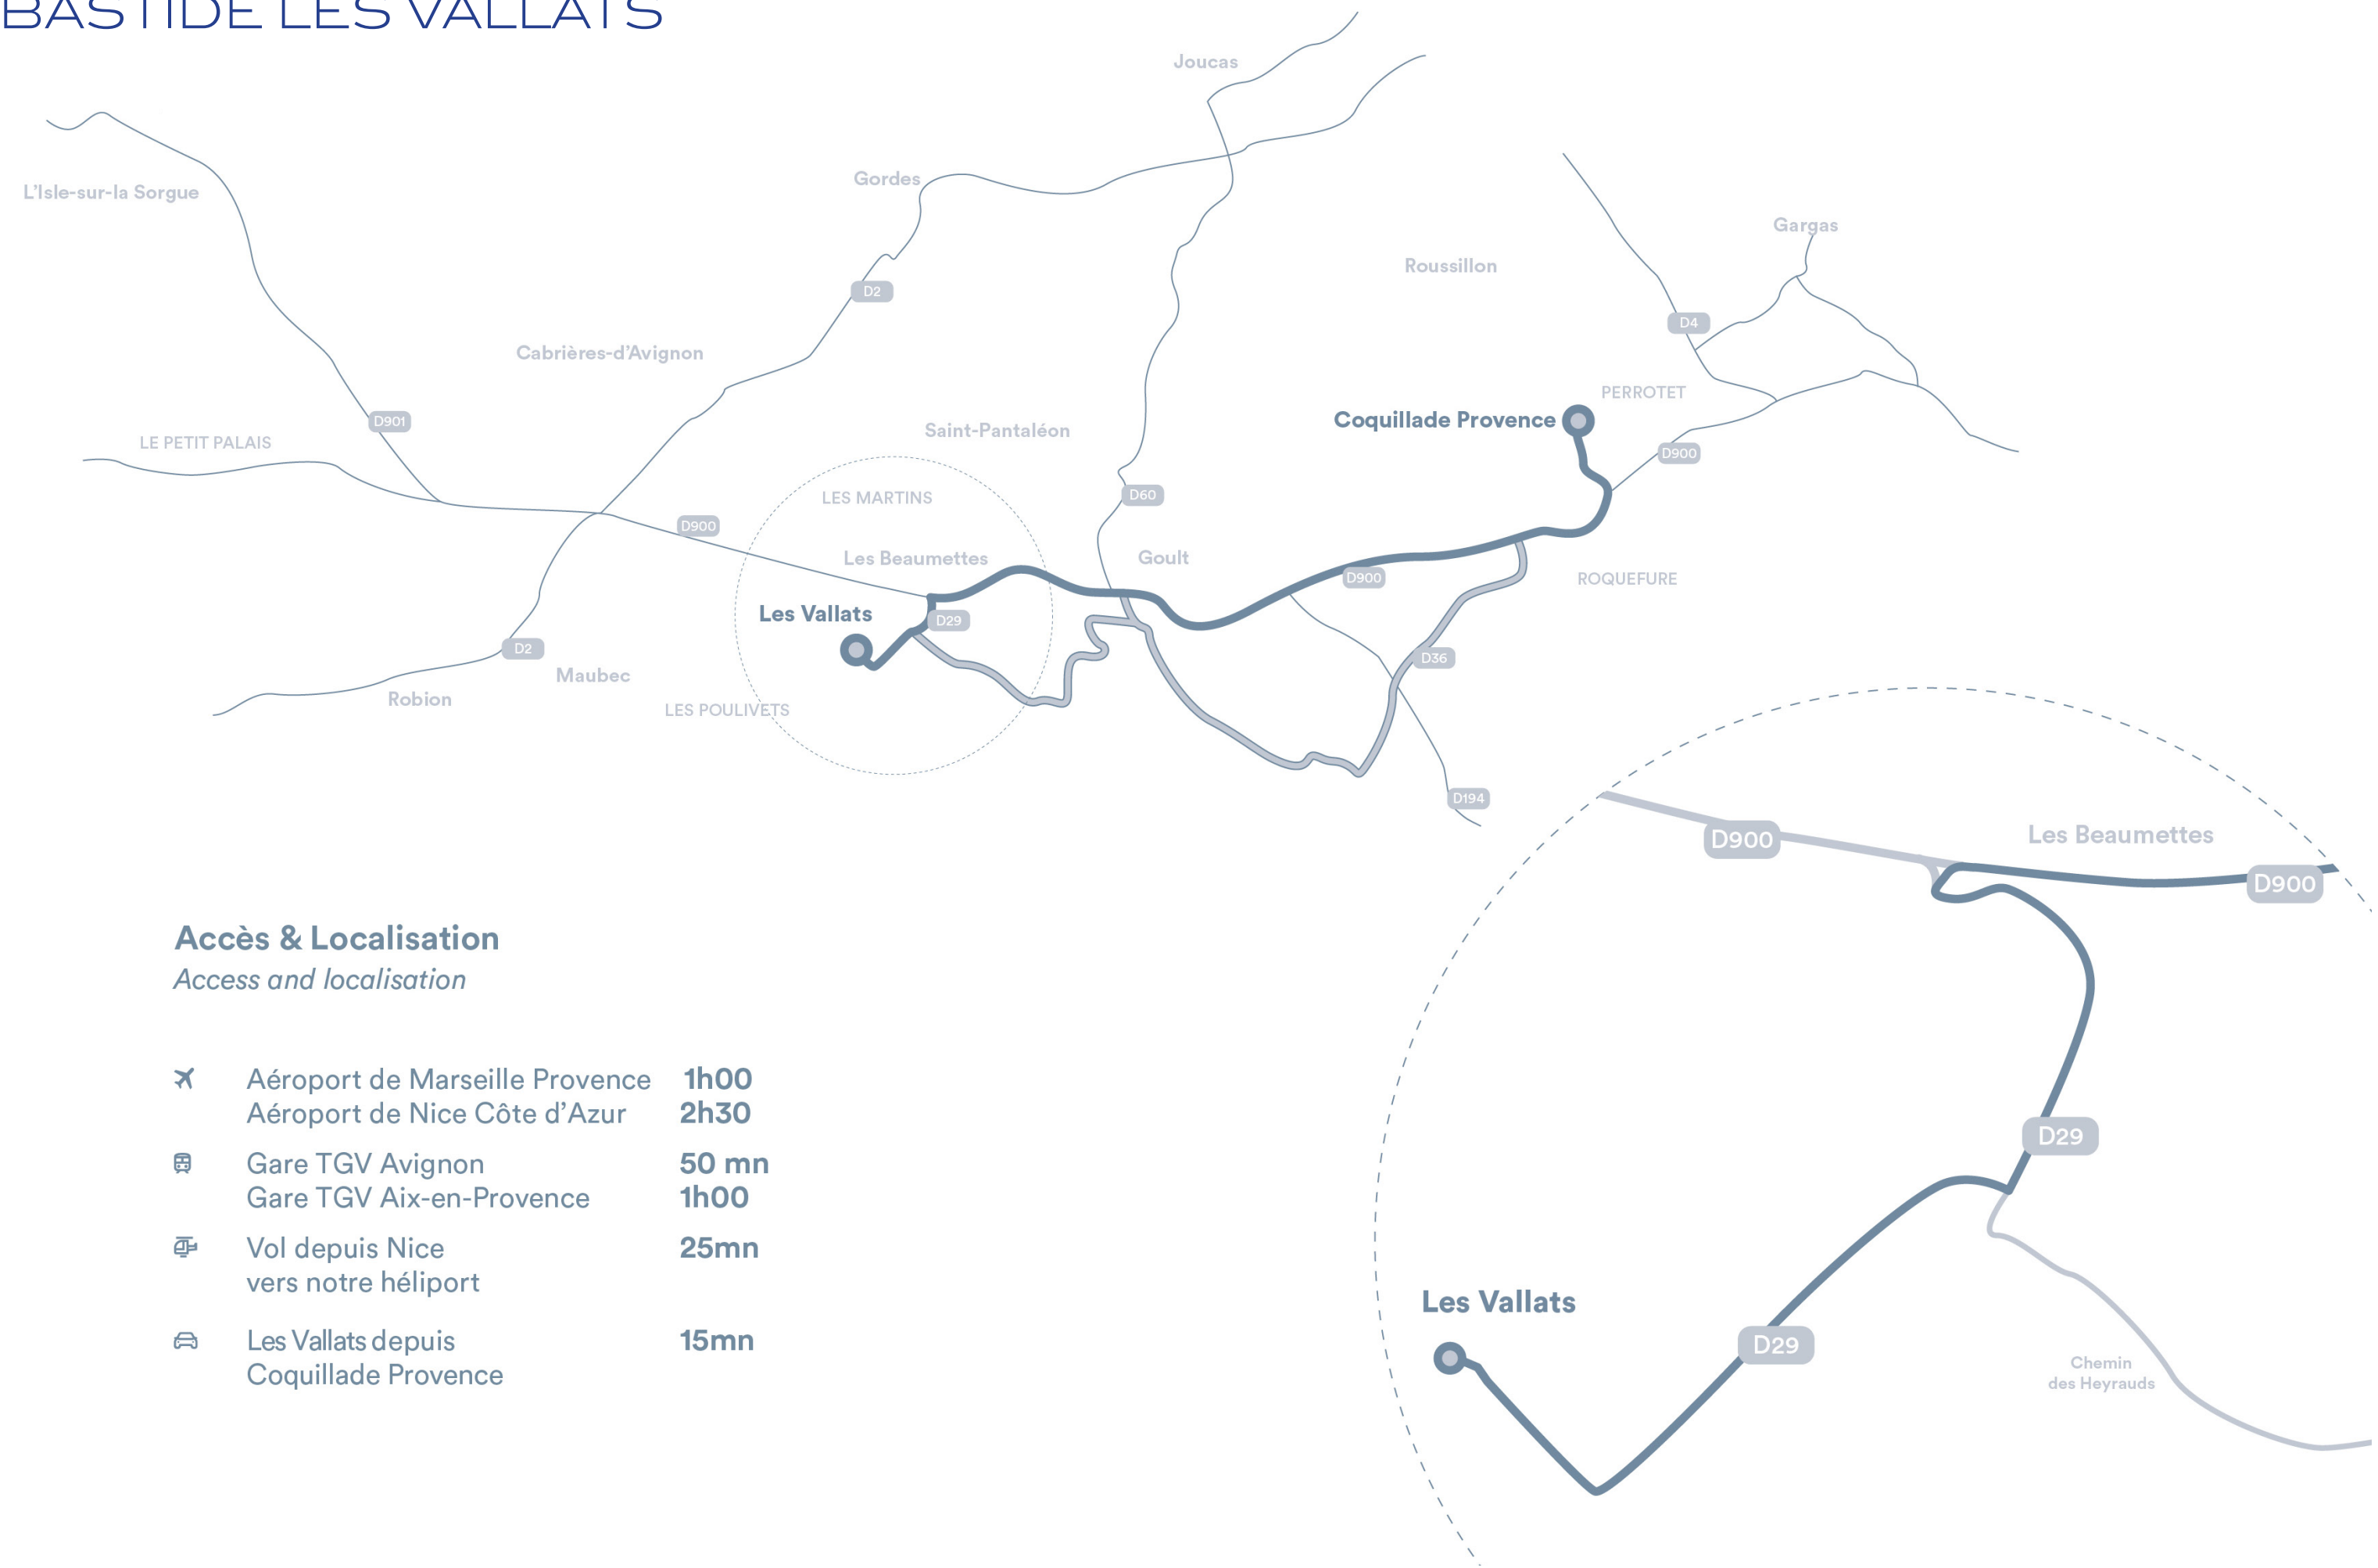 BASTIDE LES VALLATS
Joucas
Gordes
L'Isle-sur-la Sorgue
Gargas
Roussillon
D2
D4
Cabrières-d'Avignon
PERROTET
Coquillade Provence
D901
Saint-Pantaléon
LE PETIT PALAIS
D900
LES MARTINS
D60
D900
Les Beaumettes
Goult
D900
ROQUEFURE
Les Vallats
D29
D2
D36
Maubec
Robion
LES POULIVETS
D194
D900
Les Beaumettes
D900
D29
Les Vallats
D29
Chemin
des Heyrauds
Accès & Localisation
Access and localisation
Aéroport de Marseille Provence 1h00
Aéroport de Nice Côte d'Azur 2h30
Gare TGV Avignon 50 mn
Gare TGV Aix-en-Provence 1h00
Vol depuis Nice 25mn
vers notre héliport
Les Vallats depuis 15mn
Coquillade Provence